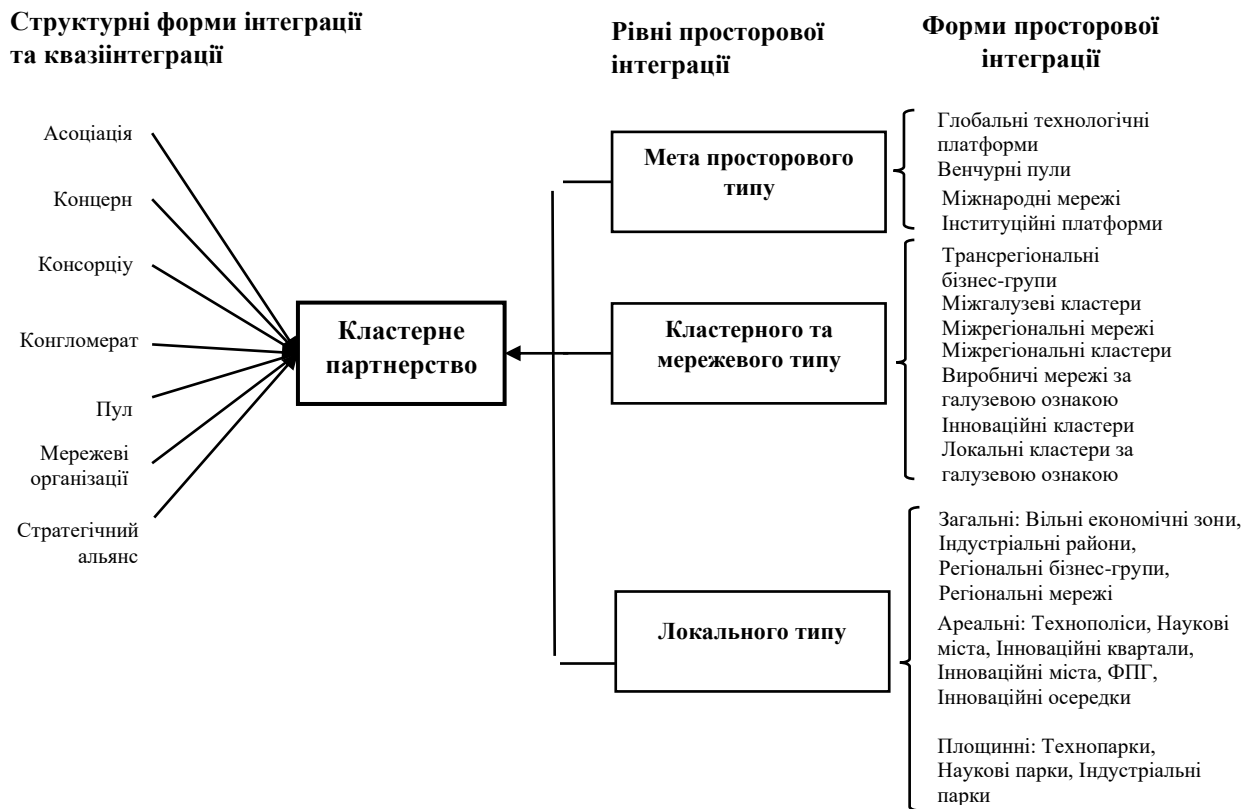 Структурні форми інтеграції
та квазіінтеграції
Асоціація
Концерн
Консорціу
Конгломерат
Пул
Мережеві
організації
Стратегічний
альянс
Кластерне
партнерство
Рівні просторової
інтеграції
Мета просторового
типу
Кластерного та
мережевого типу
Локального типу
Форми просторової
інтеграції
Глобальні технологічні
платформи
Венчурні пули
Міжнародні мережі
Інституційні платформи
Трансрегіональні
бізнес-групи
Міжгалузеві кластери
Міжрегіональні мережі
Міжрегіональні кластери
Виробничі мережі за
галузевою ознакою
Інноваційні кластери
Локальні кластери за
галузевою ознакою
Загальні: Вільні економічні зони,
Індустріальні райони,
Регіональні бізнес-групи,
Регіональні мережі
Ареальні: Технополіси, Наукові
міста, Інноваційні квартали,
Інноваційні міста, ФПГ,
Інноваційні осередки
Площинні: Технопарки,
Наукові парки, Індустріальні
парки